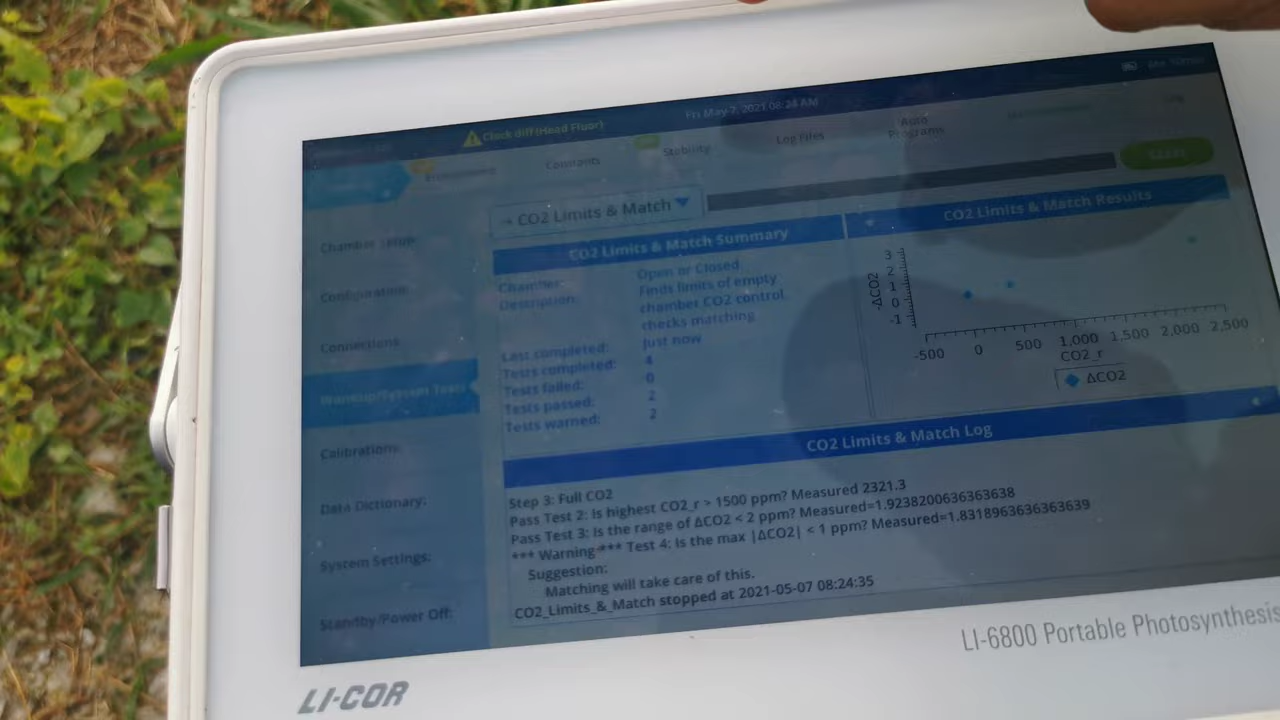 Clock diff (Head Fluor)
Fri May 7, 2021 08:24 AM
Constants
Stability
Log Files
Auto Programs
CO2 Limits & Match
Chamber Setup:
Configuration:
Connections:
Warmup/System Tests
Calibrations:
Data Dictionary:
System Settings:
Standby/Power Off:
CO2 Limits & Match Summary
Chamber: Open or Closed
Description: Finds limits of empty
chamber CO2 control
checks matching
Last completed: Just now
Tests completed: 4
Tests failed: 0
Tests passed: 2
Tests warned: 2
CO2 Limits & Match Results
-ΔCO2
3
2
1
0
-1
-500 0 500 1,000 1,500 2,000 2,500
CO2_r
ΔCO2
CO2 Limits & Match Log
Step 3: Full CO2
Pass Test 2: Is highest CO2_r > 1500 ppm? Measured 2321.3
Pass Test 3: Is the range of ΔCO2 < 2 ppm? Measured=1.9238200636363638
*** Warning *** Test 4: Is the max |ΔCO2| < 1 ppm? Measured=1.8318963636363639
Suggestion:
Matching will take care of this.
CO2_Limits_&_Match stopped at 2021-05-07 08:24:35
LI-6800 Portable Photosynthesis
LI-COR